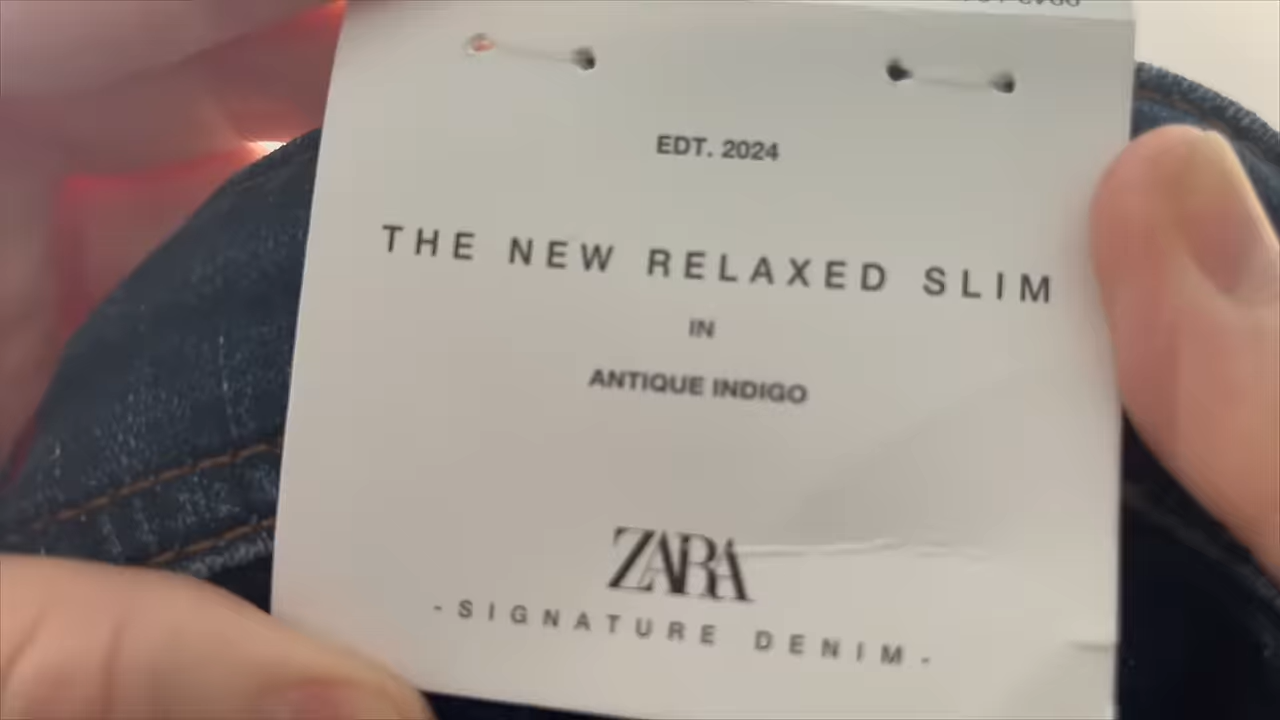 EDT. 2024
THE NEW RELAXED SLIM
IN
ANTIQUE INDIGO
ZARA
-SIGNATURE DENIM-